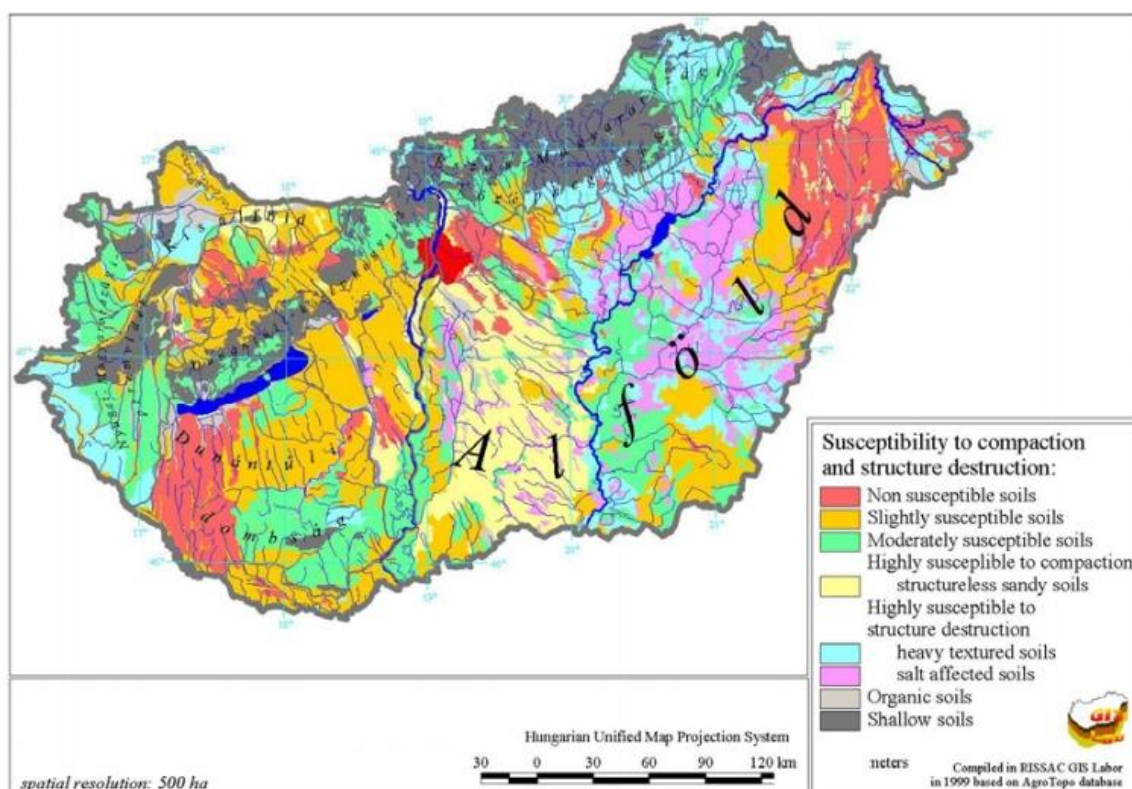 A l f ö l d
Dunántúli
dombság
Kisalföld
Susceptibility to compaction
and structure destruction:
Non susceptible soils
Slightly susceptible soils
Moderately susceptible soils
Highly susceplible to compaction
structureless sandy soils
Highly susceptible to
structure destruction
heavy textured soils
salt affected soils
Organic soils
Shallow soils
GIS
Hungarian Unified Map Projection System
30 0 30 60 90 120 km
meters
Compiled in RISSAC GIS Labor
in 1999 based on AgroTopo database
spatial resolution: 500 ha